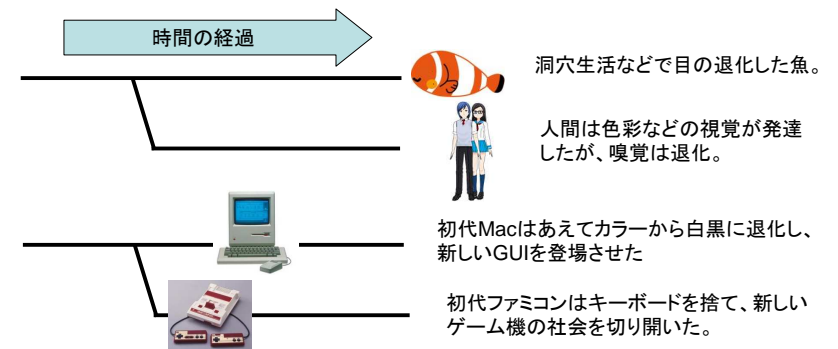 時間の経過
洞穴生活などで目の退化した魚。
人間は色彩などの視覚が発達
したが、嗅覚は退化。
初代Macはあえてカラーから白黒に退化し、
新しいGUIを登場させた
初代ファミコンはキーボードを捨て、新しい
ゲーム機の社会を切り開いた。